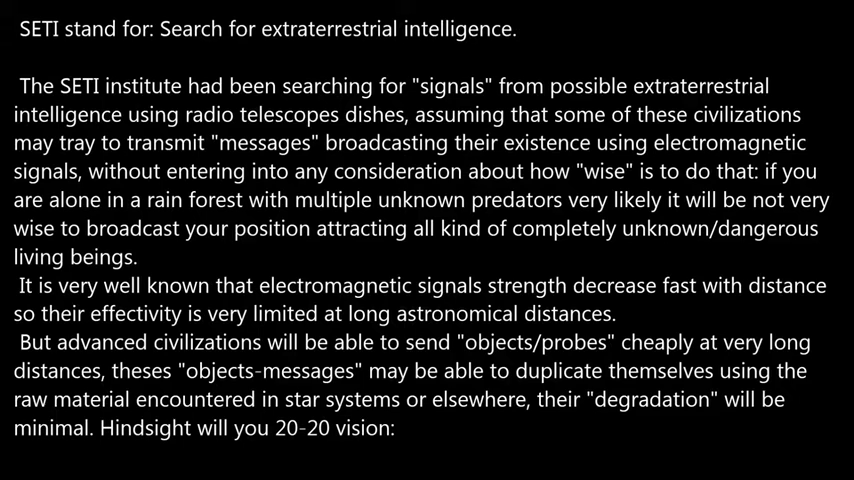 SETI stand for: Search for extraterrestrial intelligence.
The SETI institute had been searching for "signals" from possible extraterrestrial
intelligence using radio telescopes dishes, assuming that some of these civilizations
may tray to transmit "messages" broadcasting their existence using electromagnetic
signals, without entering into any consideration about how "wise" is to do that: if you
are alone in a rain forest with multiple unknown predators very likely it will be not very
wise to broadcast your position attracting all kind of completely unknown/dangerous
living beings.
It is very well known that electromagnetic signals strength decrease fast with distance
so their effectivity is very limited at long astronomical distances.
But advanced civilizations will be able to send "objects/probes" cheaply at very long
distances, theses "objects-messages" may be able to duplicate themselves using the
raw material encountered in star systems or elsewhere, their "degradation" will be
minimal. Hindsight will you 20-20 vision: